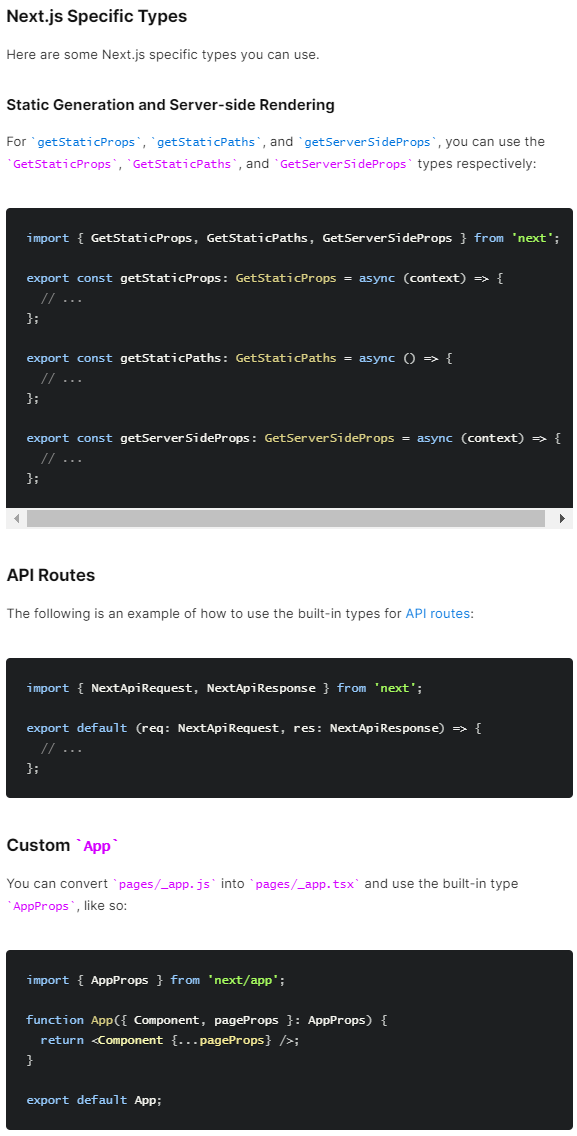 Next.js Specific Types
Here are some Next.js specific types you can use.
Static Generation and Server-side Rendering
For `getStaticProps`, `getStaticPaths`, and `getServerSideProps`, you can use the
`GetStaticProps`, `GetStaticPaths`, and `GetServerSideProps` types respectively:
import { GetStaticProps, GetStaticPaths, GetServerSideProps } from 'next';
export const getStaticProps: GetStaticProps = async (context) => {
  // ...
};
export const getStaticPaths: GetStaticPaths = async () => {
  // ...
};
export const getServerSideProps: GetServerSideProps = async (context) => {
  // ...
};
API Routes
The following is an example of how to use the built-in types for API routes:
import { NextApiRequest, NextApiResponse } from 'next';
export default (req: NextApiRequest, res: NextApiResponse) => {
  // ...
};
Custom `App`
You can convert `pages/_app.js` into `pages/_app.tsx` and use the built-in type
`AppProps`, like so:
import { AppProps } from 'next/app';
function App({ Component, pageProps }: AppProps) {
  return <Component {...pageProps} />;
}
export default App;